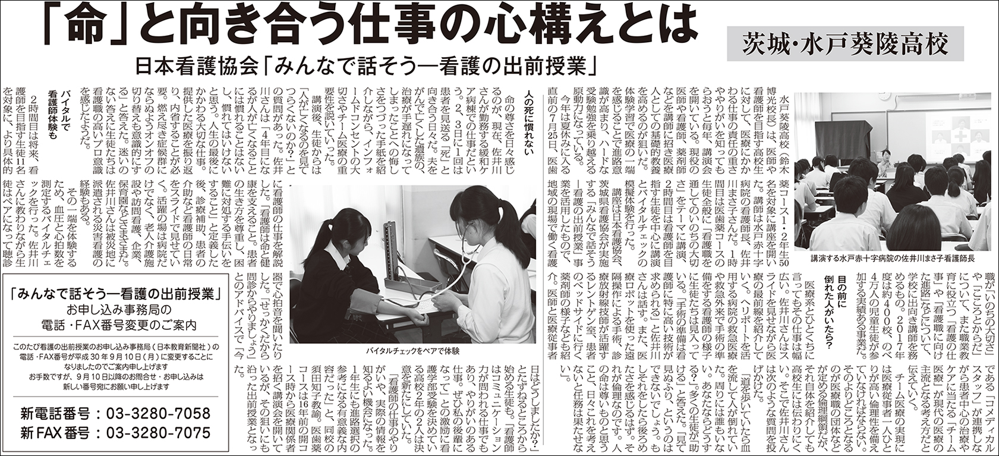 「命」と向き合う仕事の心構えとは
日本看護協会「みんなで話そう―看護の出前授業」
茨城・水戸葵陵高校
水戸葵陵高校(鈴木
博光校長)は、医師や
看護師を目指す高校生
に対して、医療にかか
わる仕事の責任の重さ
ややりがいを知っても
らおうと毎年、講演会
を開いている。現役の
医師や看護師、薬剤師
などを講師に招き医療
人としての基礎的教養
を高めるのが狙いだ。
体験学習で医療の一端
を感じることで進路意
識が高まり、ハードな
受験勉強を乗り越える
原動力になっている。
今年は夏休みに入る
直前の7月25日、医歯
薬コース1・2年生50
名を対象に講座を開い
た。講師は水戸赤十字
病院の看護師長、佐井
川まさ子さんだ。1時
間目は医歯薬コースの
生徒全般に「看護職を
通してのいのちの大切
さ」をテーマに講演、
2時間目は看護師を目
指す生徒を中心に講演
とバイタルチェックの
模擬体験を行った。
講座は日本看護協会、
茨城県看護協会が実施
する「みんなで話そう
―看護の出前授業」事
業を活用したもので、
地域の現場で働く看護
講演する水戸赤十字病院の佐井川まさ子看護師長
職が「いのちの大切さ」
や「こころとからだ」
について、また職業教
育に役立つ「看護の仕
事」や「看護職に向け
た進路」などについて、
学校に出向き講師を務
めるもの。2017年
度は約400校、のべ
4万人の児童生徒が参
加する実績ある事業だ。
目の前に
倒れた人がいたら?
医療系とひとくちに
言ってもその仕事は幅
広い。佐井川さんはス
ライドを見せながら医
療の最前線を紹介して
いく。ヘリポートを活
用する病院の救急医療
や救急外来で手術の準
備をする看護師の様子
に生徒たちは見入って
いる。「手術の準備は看
護師に特に高い技術が
求められる」と佐井川
さんは話す。また、医
療ロボットを使った遠
隔操作による手術、診
療放射線技師が活躍す
るレントゲン室、患者
のベッドサイドに行く
薬剤師の様子なども紹
介。医師と医療従事者
である「コメディカル
スタッフ」が連携しな
がら患者中心の治療や
ケアに当たる「チーム
医療」が現代の医療の
主流となる考え方だと
伝えていく。
チーム医療の実現に
は医療従事者一人ひと
りが高い倫理性を備え
ていなければならない。
そのよりどころとなる
のが医療職の団体など
が定める倫理綱領だが、
それ自体を紹介しても
高校生には伝わりにく
い。そこで佐井川さん
は次のような質問を投
げかけた。
「道を歩いていたら血
を流して人が倒れてい
た。周りには誰もいな
い。あなたならどうす
る?」。多くの生徒が「助
ける」と答えた。「見て
見ぬふり、というのは
できないでしょう。も
しそれをしたら後ろめ
たさを感じるはず。そ
れが倫理なのです。人
の命は尊いものと思う
こと、日々これを考え
ないと任務は果たせな
い」。
人の死に慣れない
命の尊さを日々感じ
るのが、現在、佐井川
さんが勤務する緩和ケ
ア病棟での仕事だとい
う。2、3日に1回は
患者を見送る「死」と
向き合う日々だ。夫を
がんで亡くした遺族の、
治療が手遅れになって
しまったことへの悔し
さをつづった手紙を紹
介しながら、インフォ
ームドコンセントの大
切さやチーム医療の重
要性を説いていった。
講演後、生徒からは
「人が亡くなるのを見て
つらくないのか?」と
の質問があった。佐井
川さんは「4年目にな
るが人が亡くなること
には慣れることはない
し、慣れてはいけない
と思う。人生の最後に
かかわる大切な仕事。
提供した医療を振り返
り、内省することが必
要。燃え尽き症候群に
ならぬようオンオフの
切り替えも意識的にす
る」と答えた。迷いの
ない答えに生徒たちは
看護職の高いプロ意識
を感じたようだ。
バイタルで
看護師体験も
2時間目は将来、看
護師を目指す生徒11名
を対象に、より具体的
に看護師の仕事を解説
した。「看護師は命と健
康を支えること。患者
の生き方を尊重し、困
難に対処する手伝いを
すること」と定義した
後、診療補助、患者の
介助など看護師の日常
をスライドで見せてい
く。活躍の場は病院だ
けでなく、老人介護施
設や訪問看護、企業、
保育園などさまざまだ。
佐井川さんは被災地に
派遣される災害看護の
経験もある。
その一端を体験する
ため、血圧と心拍数を
測定するバイタルチェ
ックを行った。佐井川
さんに教わりながら生
徒はペアになって聴診
バイタルチェックをペアで体験
器で心拍音を聞いたり
した。「せっかくだから
問診からやりましょう」
とのアドバイスで「今
日はどうしましたか?」
とたずねるところから
始める生徒も。「看護師
はコミュニケーション
力が問われる仕事でも
あり、やりがいのある
仕事。ぜひ私の後輩に
なって」との激励に看
護学部受験を決めてい
る高校2年の2人は決
意を新たにしていた。
「看護師の仕事のやり
がいや、実際の情報を
知るよい機会になった。
1年生にも進路選択の
参考になる有意義な内
容だった」と、同校の
須田知子教諭。医歯薬
コースは16年前の開コ
ース時から医療関係者
を招く講演会を開いて
いるが、その狙いにも
沿った出前授業となっ
た。
「みんなで話そう―看護の出前授業」
お申し込み事務局の
電話・FAX番号変更のご案内
このたび看護の出前授業のお申し込み事務局(日本教育新聞社)の
電話・FAX番号が平成30年9月10日(月)に変更することに
なりましたのでご案内申し上げます
お手数ですが、9月10日以降のお問合せ・お申し込みは
新しい番号宛にお願い申し上げます
新電話番号:03-3280-7058
新FAX番号:03-3280-7075